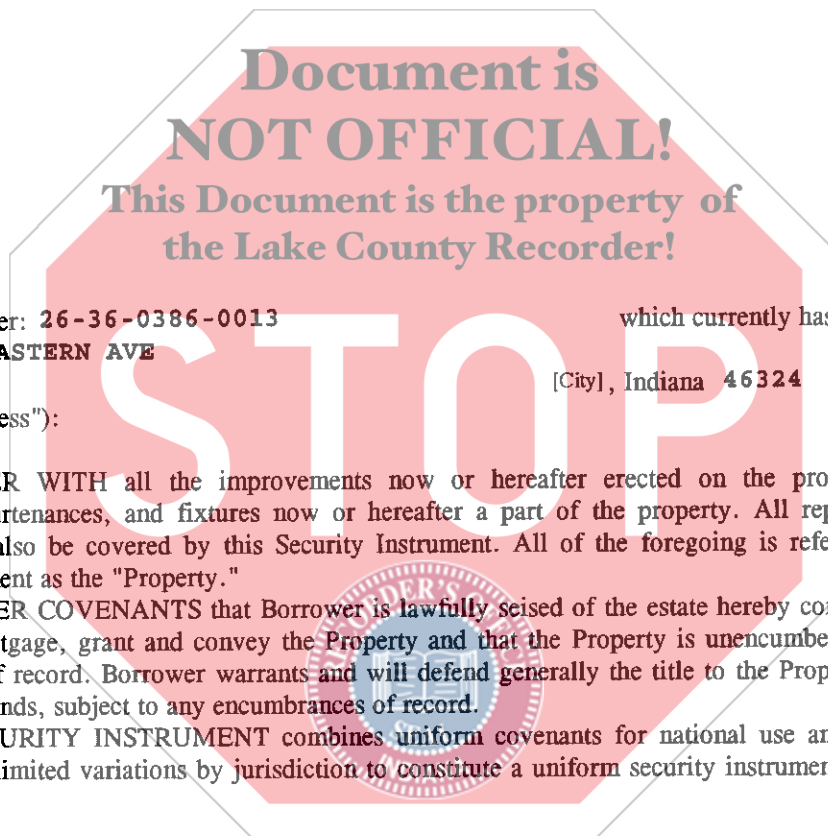 Document is
NOT OFFICIAL!
This Document is the property of
the Lake County Recorder!
er: 26-36-0386-0013 which currently has
ASTERN AVE
[City], Indiana 46324
ess"):
STOP
ER WITH all the improvements now or hereafter erected on the pro
rtenances, and fixtures now or hereafter a part of the property. All rep
also be covered by this Security Instrument. All of the foregoing is refe
ent as the "Property."
ER COVENANTS that Borrower is lawfully seised of the estate hereby co
tgage, grant and convey the Property and that the Property is unencumbe
f record. Borrower warrants and will defend generally the title to the Prop
nds, subject to any encumbrances of record.
URITY INSTRUMENT combines uniform covenants for national use an
limited variations by jurisdiction to constitute a uniform security instrumen